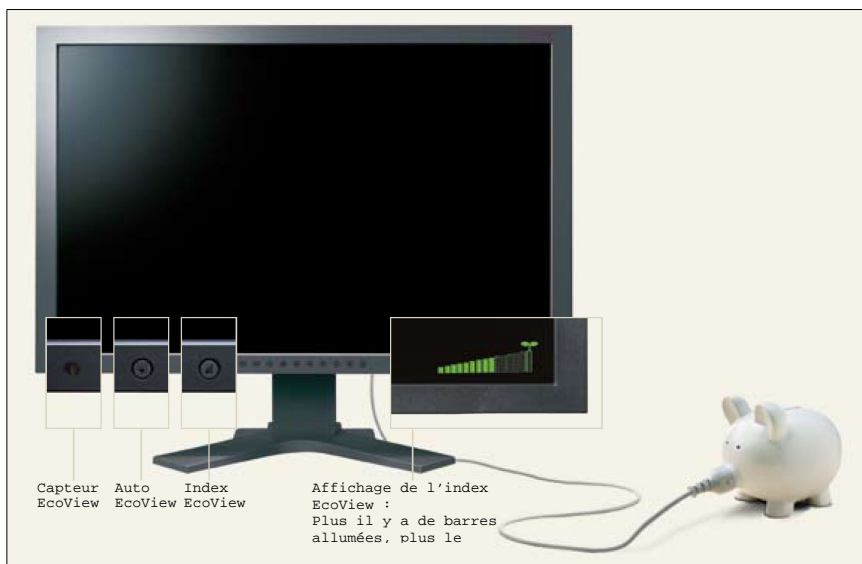 Capteur
EcoView
Auto
EcoView
Index
EcoView
Affichage de l'index
EcoView :
Plus il y a de barres
allumées, plus le